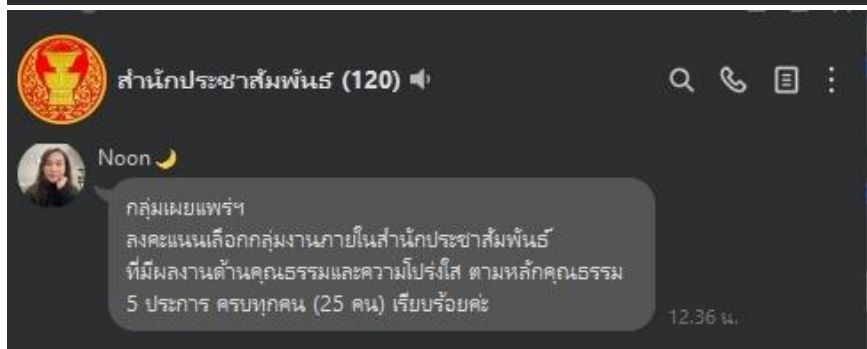 สำนักประชาสัมพันธ์ (120)
Noon
กลุ่มเผยแพร่ฯ
ลงคะแนนเลือกกลุ่มงานภายในสำนักประชาสัมพันธ์
ที่มีผลงานด้านคุณธรรมและความโปร่งใส ตามหลักคุณธรรม
5 ประการ ครบทุกคน (25 คน) เรียบร้อยค่ะ
12.36 น.